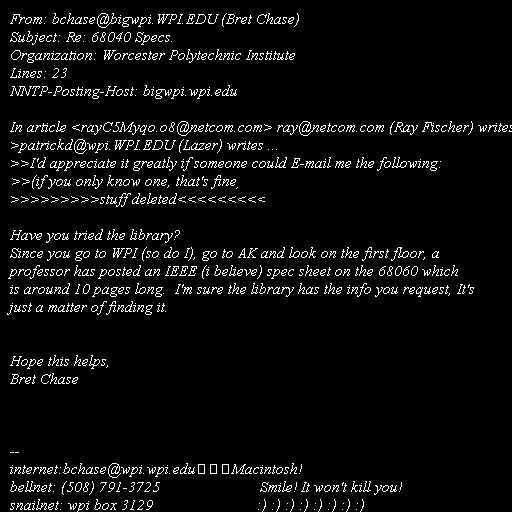 From: bchase@bigwpi.WPI.EDU (Bret Chase)
Subject: Re: 68040 Specs.
Organization: Worcester Polytechnic Institute
Lines: 23
NNTP-Posting-Host: bigwpi.wpi.edu

In article <rayC5Myqo.o8@netcom.com> ray@netcom.com (Ray Fischer) writes
>patrickd@wpi.WPI.EDU (Lazer) writes ...
>>I'd appreciate it greatly if someone could E-mail me the following:
>>(if you only know one, that's fine,
>>>>>>>>>stuff deleted<<<<<<<<<

Have you tried the library?
Since you go to WPI (so do I), go to AK and look on the first floor, a
professor has posted an IEEE (i believe) spec sheet on the 68060 which
is around 10 pages long.  I'm sure the library has the info you request, It's
just a matter of finding it.

Hope this helps,
Bret Chase

--
internet:bchase@wpi.wpi.edu▯▯▯Macintosh!
bellnet: (508) 791-3725 Smile! It won't kill you!
snailnet: wpi box 3129 :) :) :) :) :) :) :) :)